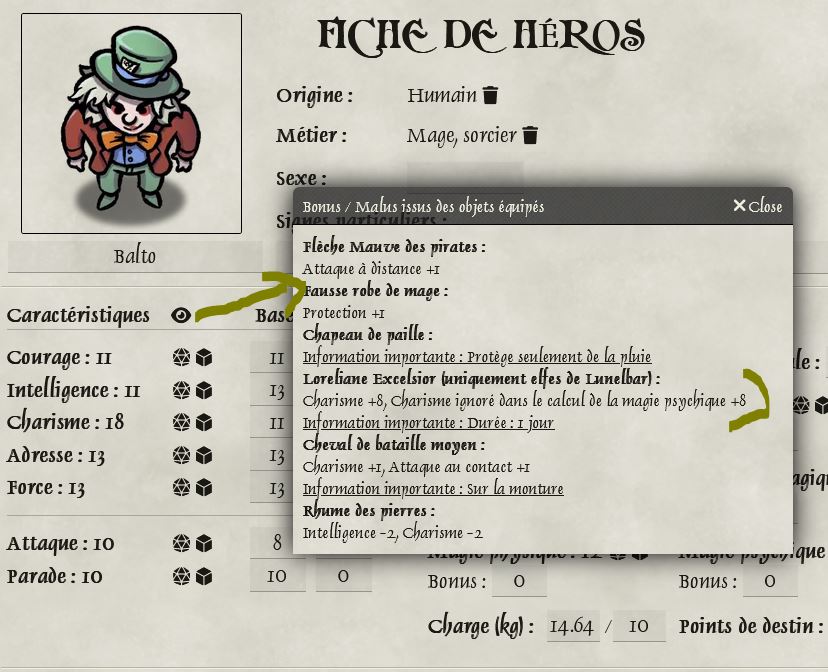 FICHE DE HÉROS
Origine : Humain
Métier : Mage, sorcier
Sexe :
Signes particuliers :
Balto
Bonus / Malus issus des objets équipés
Close
Flèche Mauve des pirates :
Attaque à distance +1
Fausse robe de mage :
Protection +1
Chapeau de paille :
Information importante : Protège seulement de la pluie
Loreliane Excelsior (uniquement elfes de Lunelbar) :
Charisme +8, Charisme ignoré dans le calcul de la magie psychique +8
Information importante : Durée : 1 jour
Cheval de bataille moyen :
Charisme +1, Attaque au contact +1
Information importante : Sur la monture
Rhume des pierres :
Intelligence -2, Charisme -2
Caractéristiques Base
Courage : 11 11
Intelligence : 11 13
Charisme : 18 11
Adresse : 13 13
Force : 13 13
Attaque : 10 8
Parade : 10 10 0
Magie physique : 12 Magie psychique
Bonus : 0 Bonus : 0
Charge (kg) : 14.64 / 10 Points de destin :